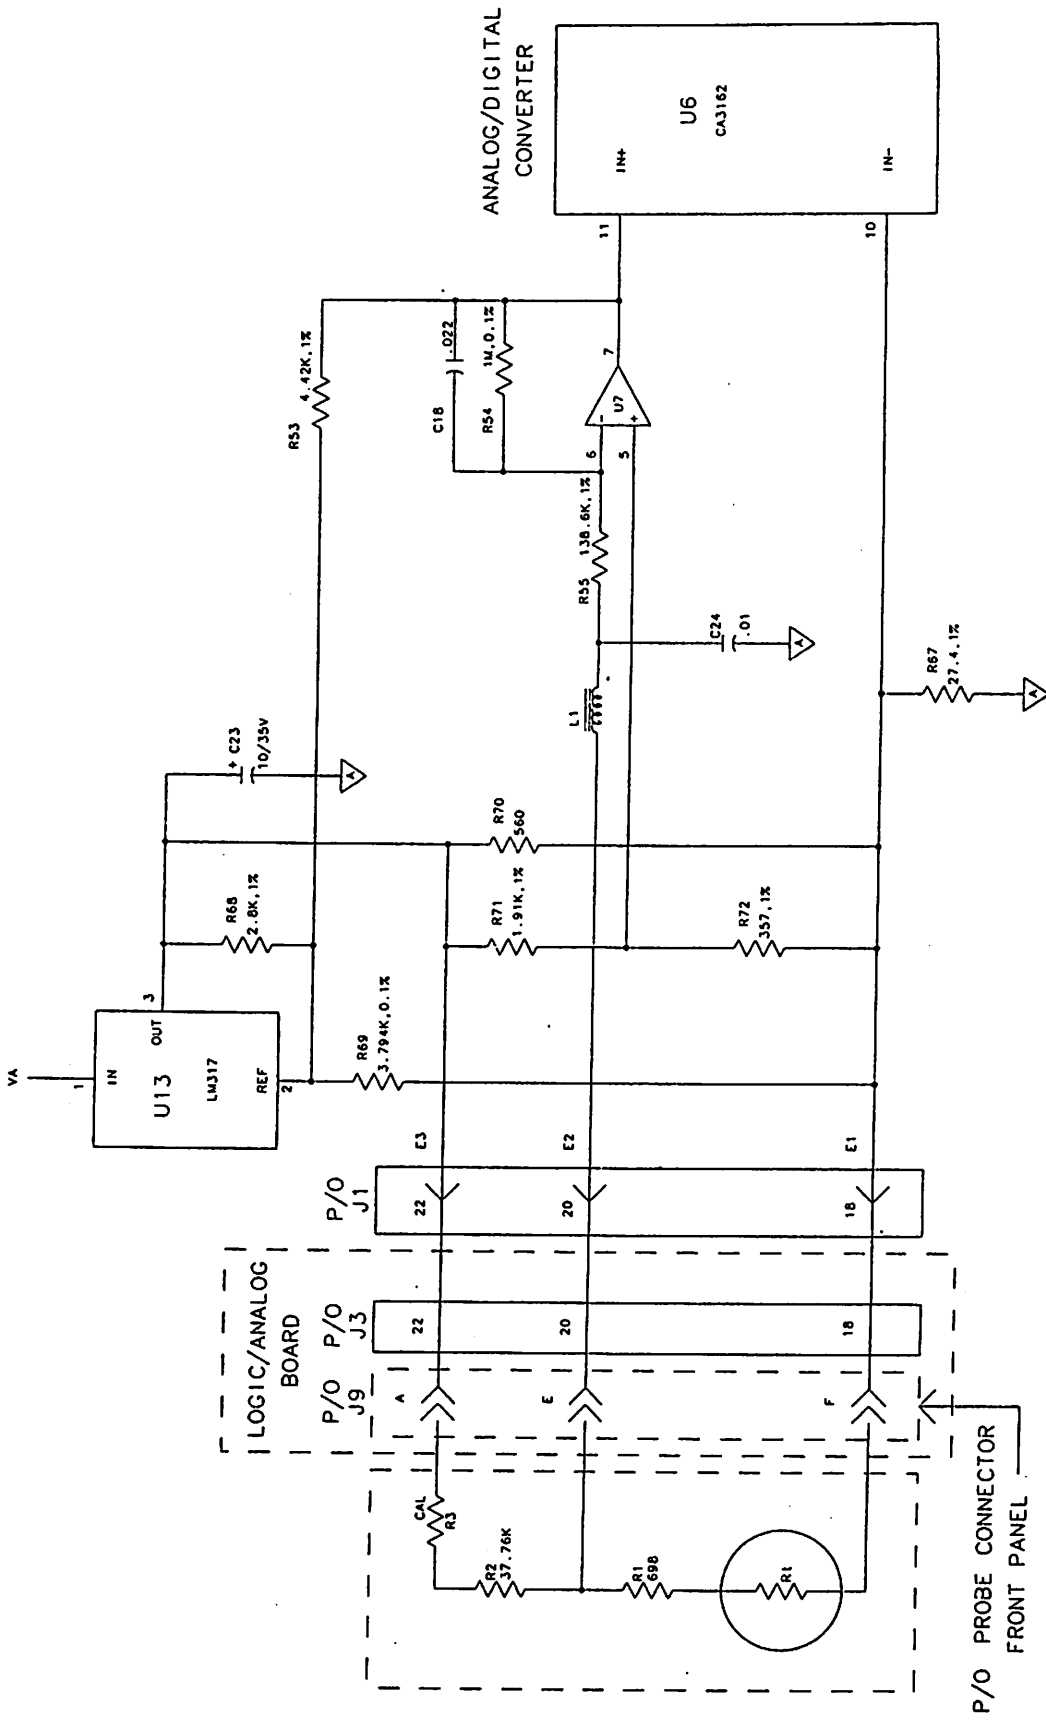 ANALOG/DIGITAL
CONVERTER
U6
CA3162
IN+
IN-
11
10
R53
4.42K,1%
C18
.022
R54
1M,0.1%
7
U7
-
+
6
5
R55
138.6K,1%
C24
.01
A
R67
27.4,1%
A
L1
+ C23
10/35V
A
R70
560
R68
2.8K,1%
R71
1.91K,1%
R72
357,1%
VA
1
IN
U13
OUT
3
LM317
REF
2
R69
3.794K,0.1%
E3
E2
E1
P/O
J1
22
20
18
LOGIC/ANALOG
BOARD
P/O
J3
22
20
18
P/O
J9
A
E
F
CAL
R3
R2
37.76K
R1
698
Rt
P/O PROBE CONNECTOR
FRONT PANEL